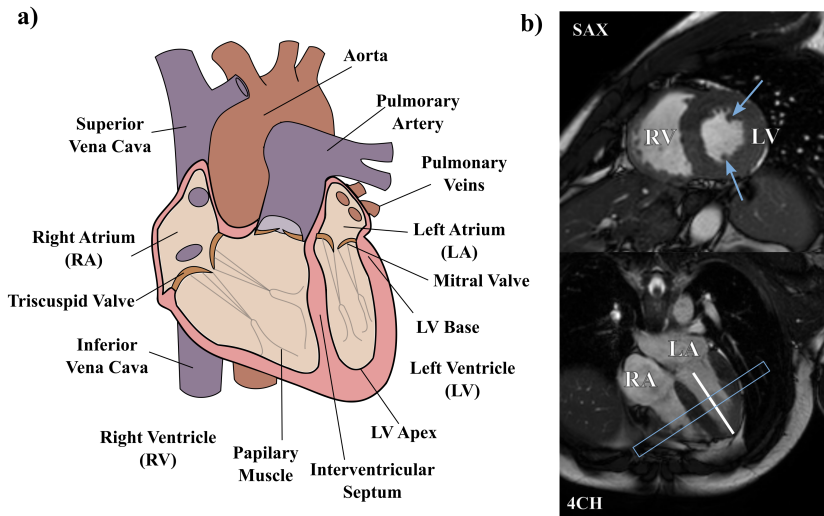 a)
Aorta
Pulmorary
Artery
Superior
Vena Cava
Pulmonary
Veins
Right Atrium
(RA)
Left Atrium
(LA)
Triscuspid Valve
Mitral Valve
LV Base
Inferior
Vena Cava
Left Ventricle
(LV)
LV Apex
Right Ventricle
(RV)
Papilary
Muscle
Interventricular
Septum
b)
SAX
RV
LV
LA
RA
4CH